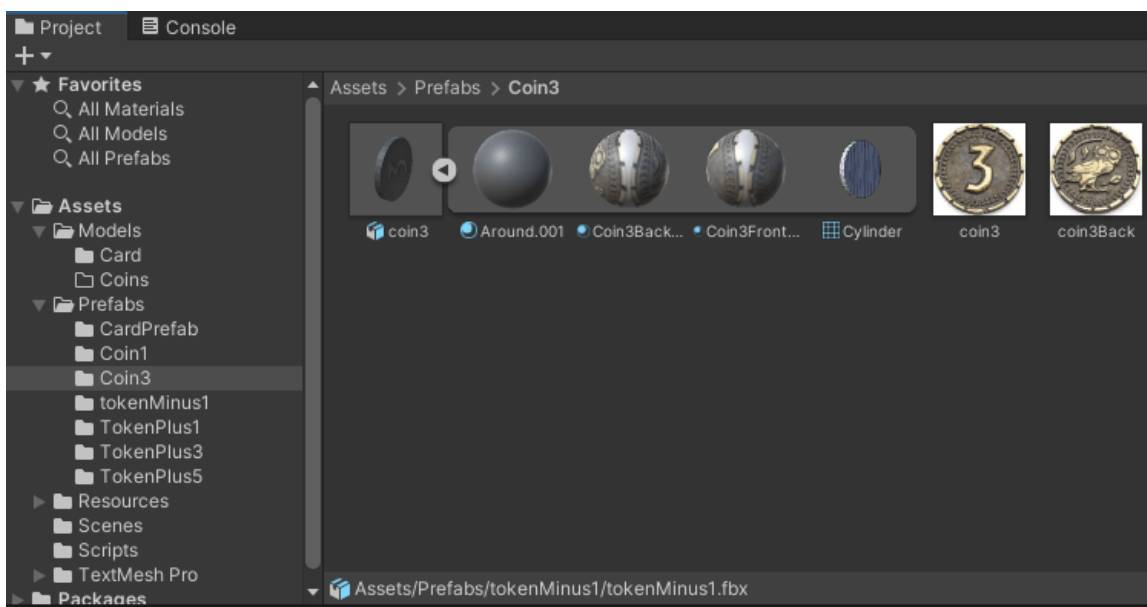 Project
Console
Favorites
All Materials
All Models
All Prefabs
Assets
Models
Card
Coins
Prefabs
CardPrefab
Coin1
Coin3
tokenMinus1
TokenPlus1
TokenPlus3
TokenPlus5
Resources
Scenes
Scripts
TextMesh Pro
Packages
Assets > Prefabs > Coin3
3
coin3 Around.001 Coin3Back... Coin3Front... Cylinder coin3 coin3Back
Assets/Prefabs/tokenMinus1/tokenMinus1.fbx